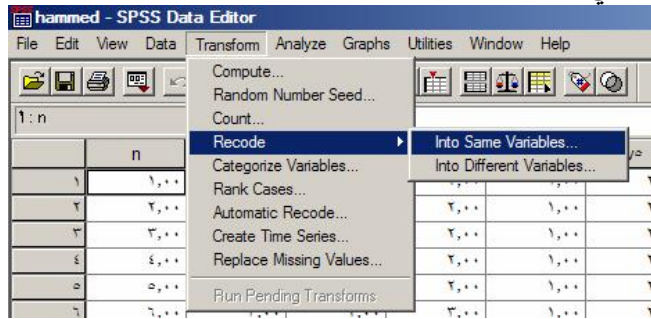 hammed - SPSS Data Editor
File Edit View Data Transform Analyze Graphs Utilities Window Help
١ : n
Compute...
Random Number Seed...
Count...
Recode
Categorize Variables...
Rank Cases...
Automatic Recode...
Create Time Series...
Replace Missing Values...
Run Pending Transforms
Into Same Variables...
Into Different Variables...
n
١ ١,٠٠
٢ ٢,٠٠ ٢,٠٠ ١,٠٠
٣ ٣,٠٠ ٢,٠٠ ١,٠٠
٤ ٤,٠٠ ٢,٠٠ ١,٠٠
٥ ٥,٠٠ ٢,٠٠ ١,٠٠
٦ ٦,٠٠ ٣,٠٠ ١,٠٠